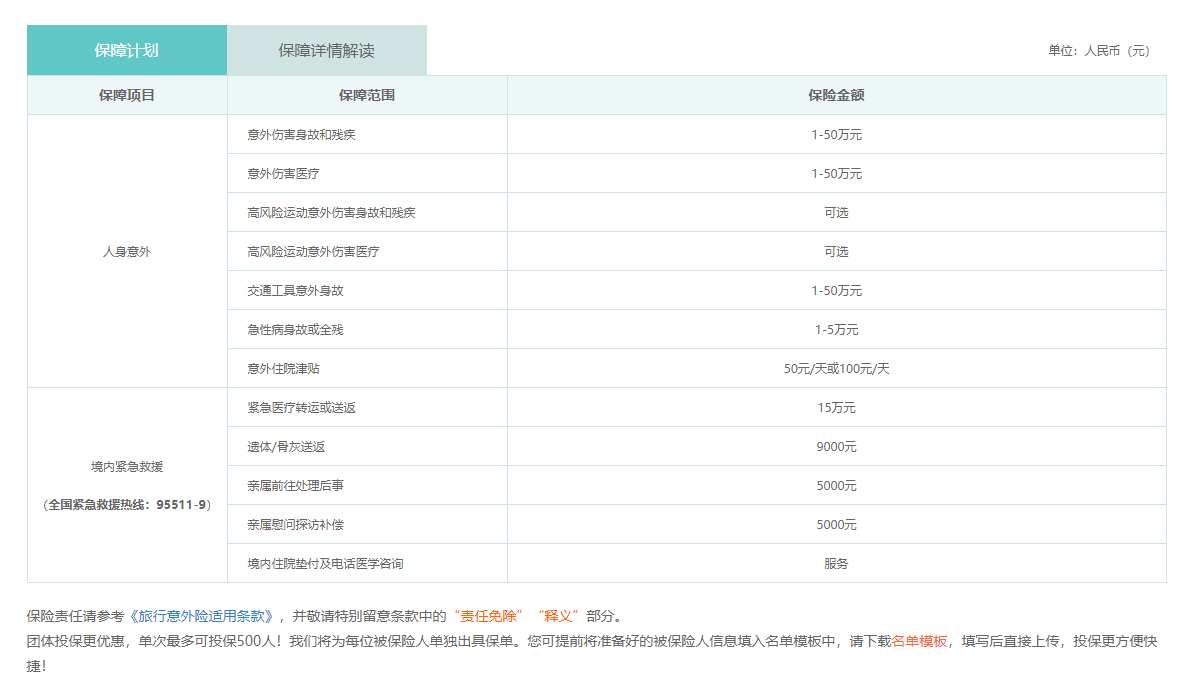 保障计划
保障详情解读
单位：人民币（元）
保障项目
保障范围
保险金额
人身意外
意外伤害身故和残疾
1-50万元
意外伤害医疗
1-50万元
高风险运动意外伤害身故和残疾
可选
高风险运动意外伤害医疗
可选
交通工具意外身故
1-50万元
急性病身故或全残
1-5万元
意外住院津贴
50元/天或100元/天
境内紧急救援
（全国紧急救援热线：95511-9）
紧急医疗转运或送返
15万元
遗体/骨灰送返
9000元
亲属前往处理后事
5000元
亲属慰问探访补偿
5000元
境内住院垫付及电话医学咨询
服务
保险责任请参考《旅行意外险适用条款》，并敬请特别留意条款中的“责任免除”“释义”部分。
团体投保更优惠，单次最多可投保500人！我们将为每位被保险人单独出具保单。您可提前将准备好的被保险人信息填入名单模板中，请下载名单模板，填写后直接上传，投保更方便快
捷！